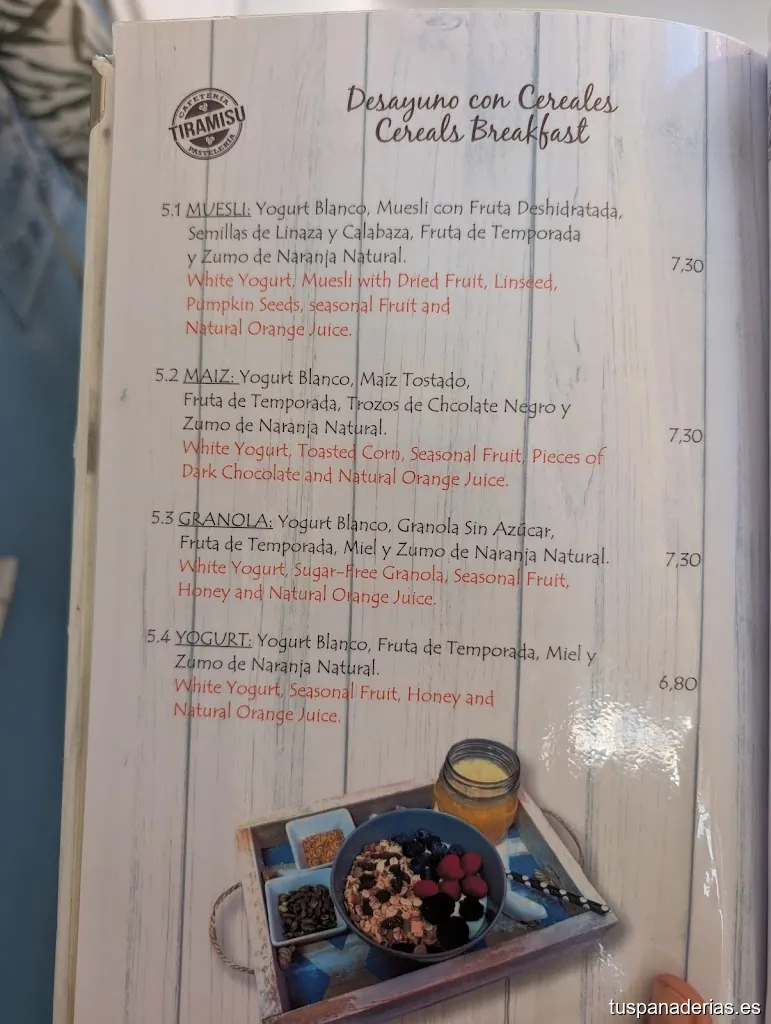 CAFETERÍA
TIRAMISU
PASTELERÍA
Desayuno con Cereales
Cereals Breakfast
5.1 MUESLI: Yogurt Blanco, Muesli con Fruta Deshidratada,
Semillas de Linaza y Calabaza, Fruta de Temporada
y Zumo de Naranja Natural.
7,30
White Yogurt, Muesli with Dried Fruit, Linseed,
Pumpkin Seeds, seasonal Fruit and
Natural Orange Juice.
5.2 MAIZ: Yogurt Blanco, Maíz Tostado,
Fruta de Temporada, Trozos de Chcolate Negro y
Zumo de Naranja Natural.
7,30
White Yogurt, Toasted Corn, Seasonal Fruit, Pieces of
Dark Chocolate and Natural Orange Juice.
5.3 GRANOLA: Yogurt Blanco, Granola Sin Azúcar,
Fruta de Temporada, Miel y Zumo de Naranja Natural.
7,30
White Yogurt, Sugar-Free Granola, Seasonal Fruit,
Honey and Natural Orange Juice.
5.4 YOGURT: Yogurt Blanco, Fruta de Temporada, Miel y
Zumo de Naranja Natural.
6,80
White Yogurt, Seasonal Fruit, Honey and
Natural Orange Juice.
tuspanaderias.es